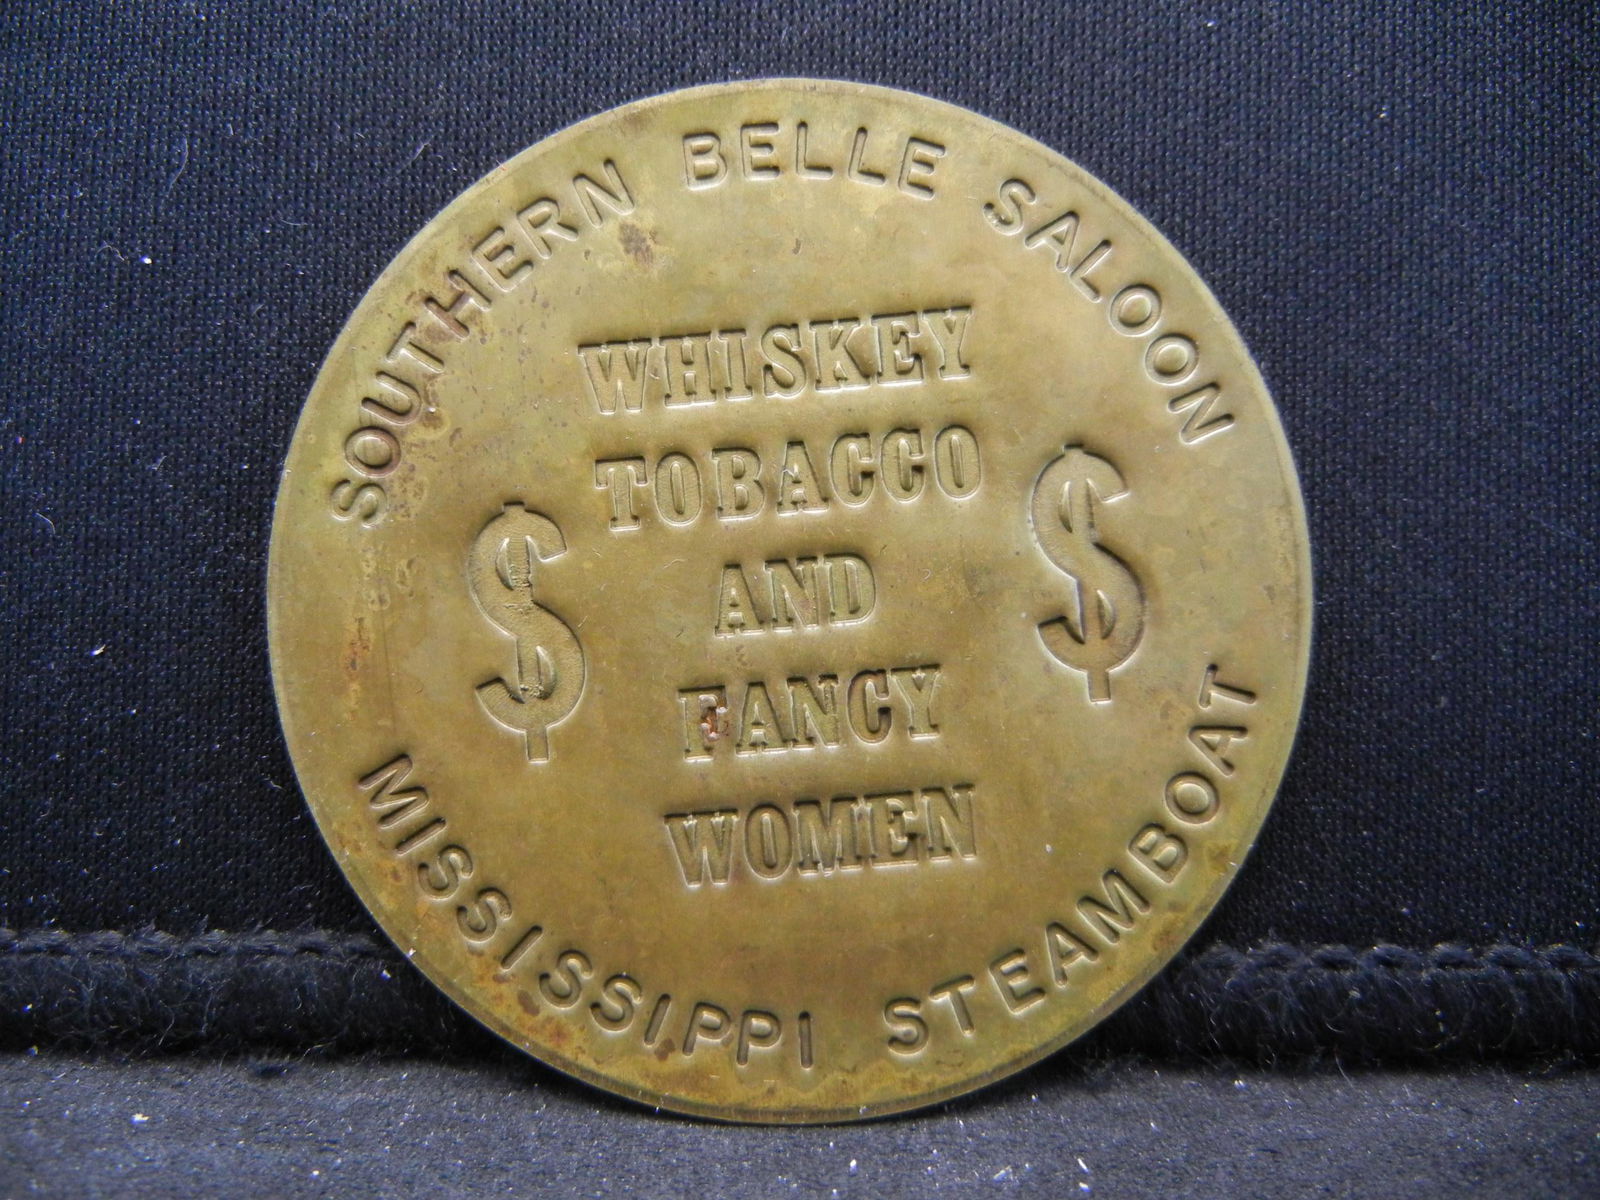 SOUTHERN BELLE SALOON
WHISKEY
TOBACCO
AND
FANCY
WOMEN
$ $
MISSISSIPPI STEAMBOAT